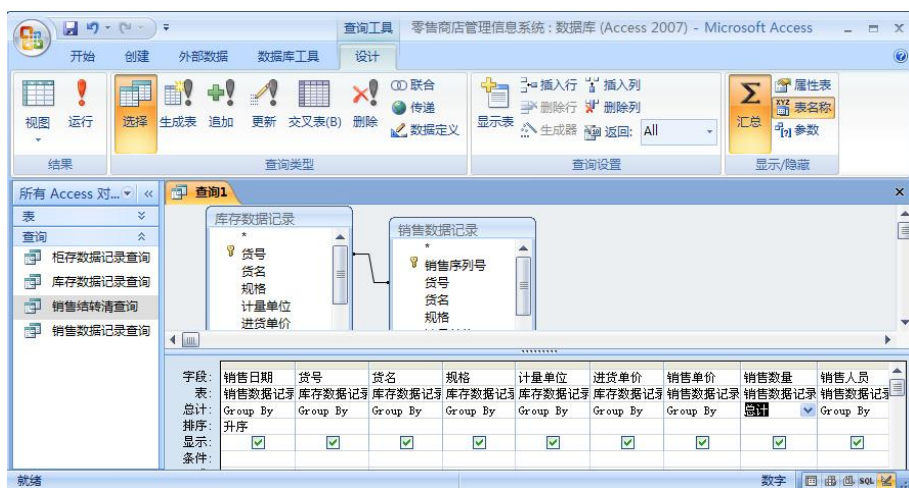 查询工具 零售商店管理信息系统 : 数据库 (Access 2007) - Microsoft Access
开始 创建 外部数据 数据库工具 设计
视图 运行 选择 生成表 追加 更新 交叉表(B) 删除 联合 传递 数据定义 显示表 插入行 删除行 生成器 插入列 删除列 返回: All 汇总 属性表 表名称 参数
结果 查询类型 查询设置 显示/隐藏
所有 Access 对... «
表
查询
柜存数据记录查询
库存数据记录查询
销售结转清查询
销售数据记录查询
查询1
库存数据记录
*
货号
货名
规格
计量单位
进货单价
销售数据记录
*
销售序列号
货号
货名
规格
字段: 销售日期 货号 货名 规格 计量单位 进货单价 销售单价 销售数量 销售人员
表: 销售数据记录 库存数据记录 库存数据记录 库存数据记录 库存数据记录 库存数据记录 销售数据记录 销售数据记录 销售数据记录
总计: Group By Group By Group By Group By Group By Group By Group By 总计 Group By
排序: 升序
显示:
条件:
就绪 数字 SQL